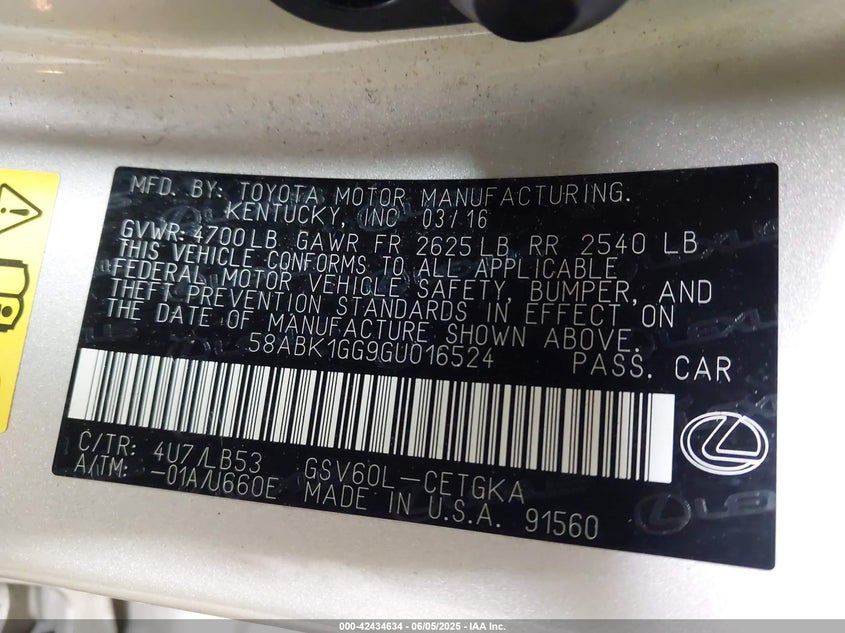 MFD. BY: TOYOTA MOTOR MANUFACTURING.
KENTUCKY, INC 03/16
GVWR: 4700 LB GAWR FR 2625 LB RR 2540 LB
THIS VEHICLE CONFORMS TO ALL APPLICABLE
FEDERAL MOTOR VEHICLE SAFETY, BUMPER, AND
THEFT PREVENTION STANDARDS IN EFFECT ON
THE DATE OF MANUFACTURE SHOWN ABOVE.
58ABK1GG9GU016524 PASS. CAR
C/TR: 4U7/LB53 GSV60L-CETGKA
A/TM: -01A/U660E MADE IN U.S.A. 91560
000-42434634 / 06/05/2025 - IAA Inc.